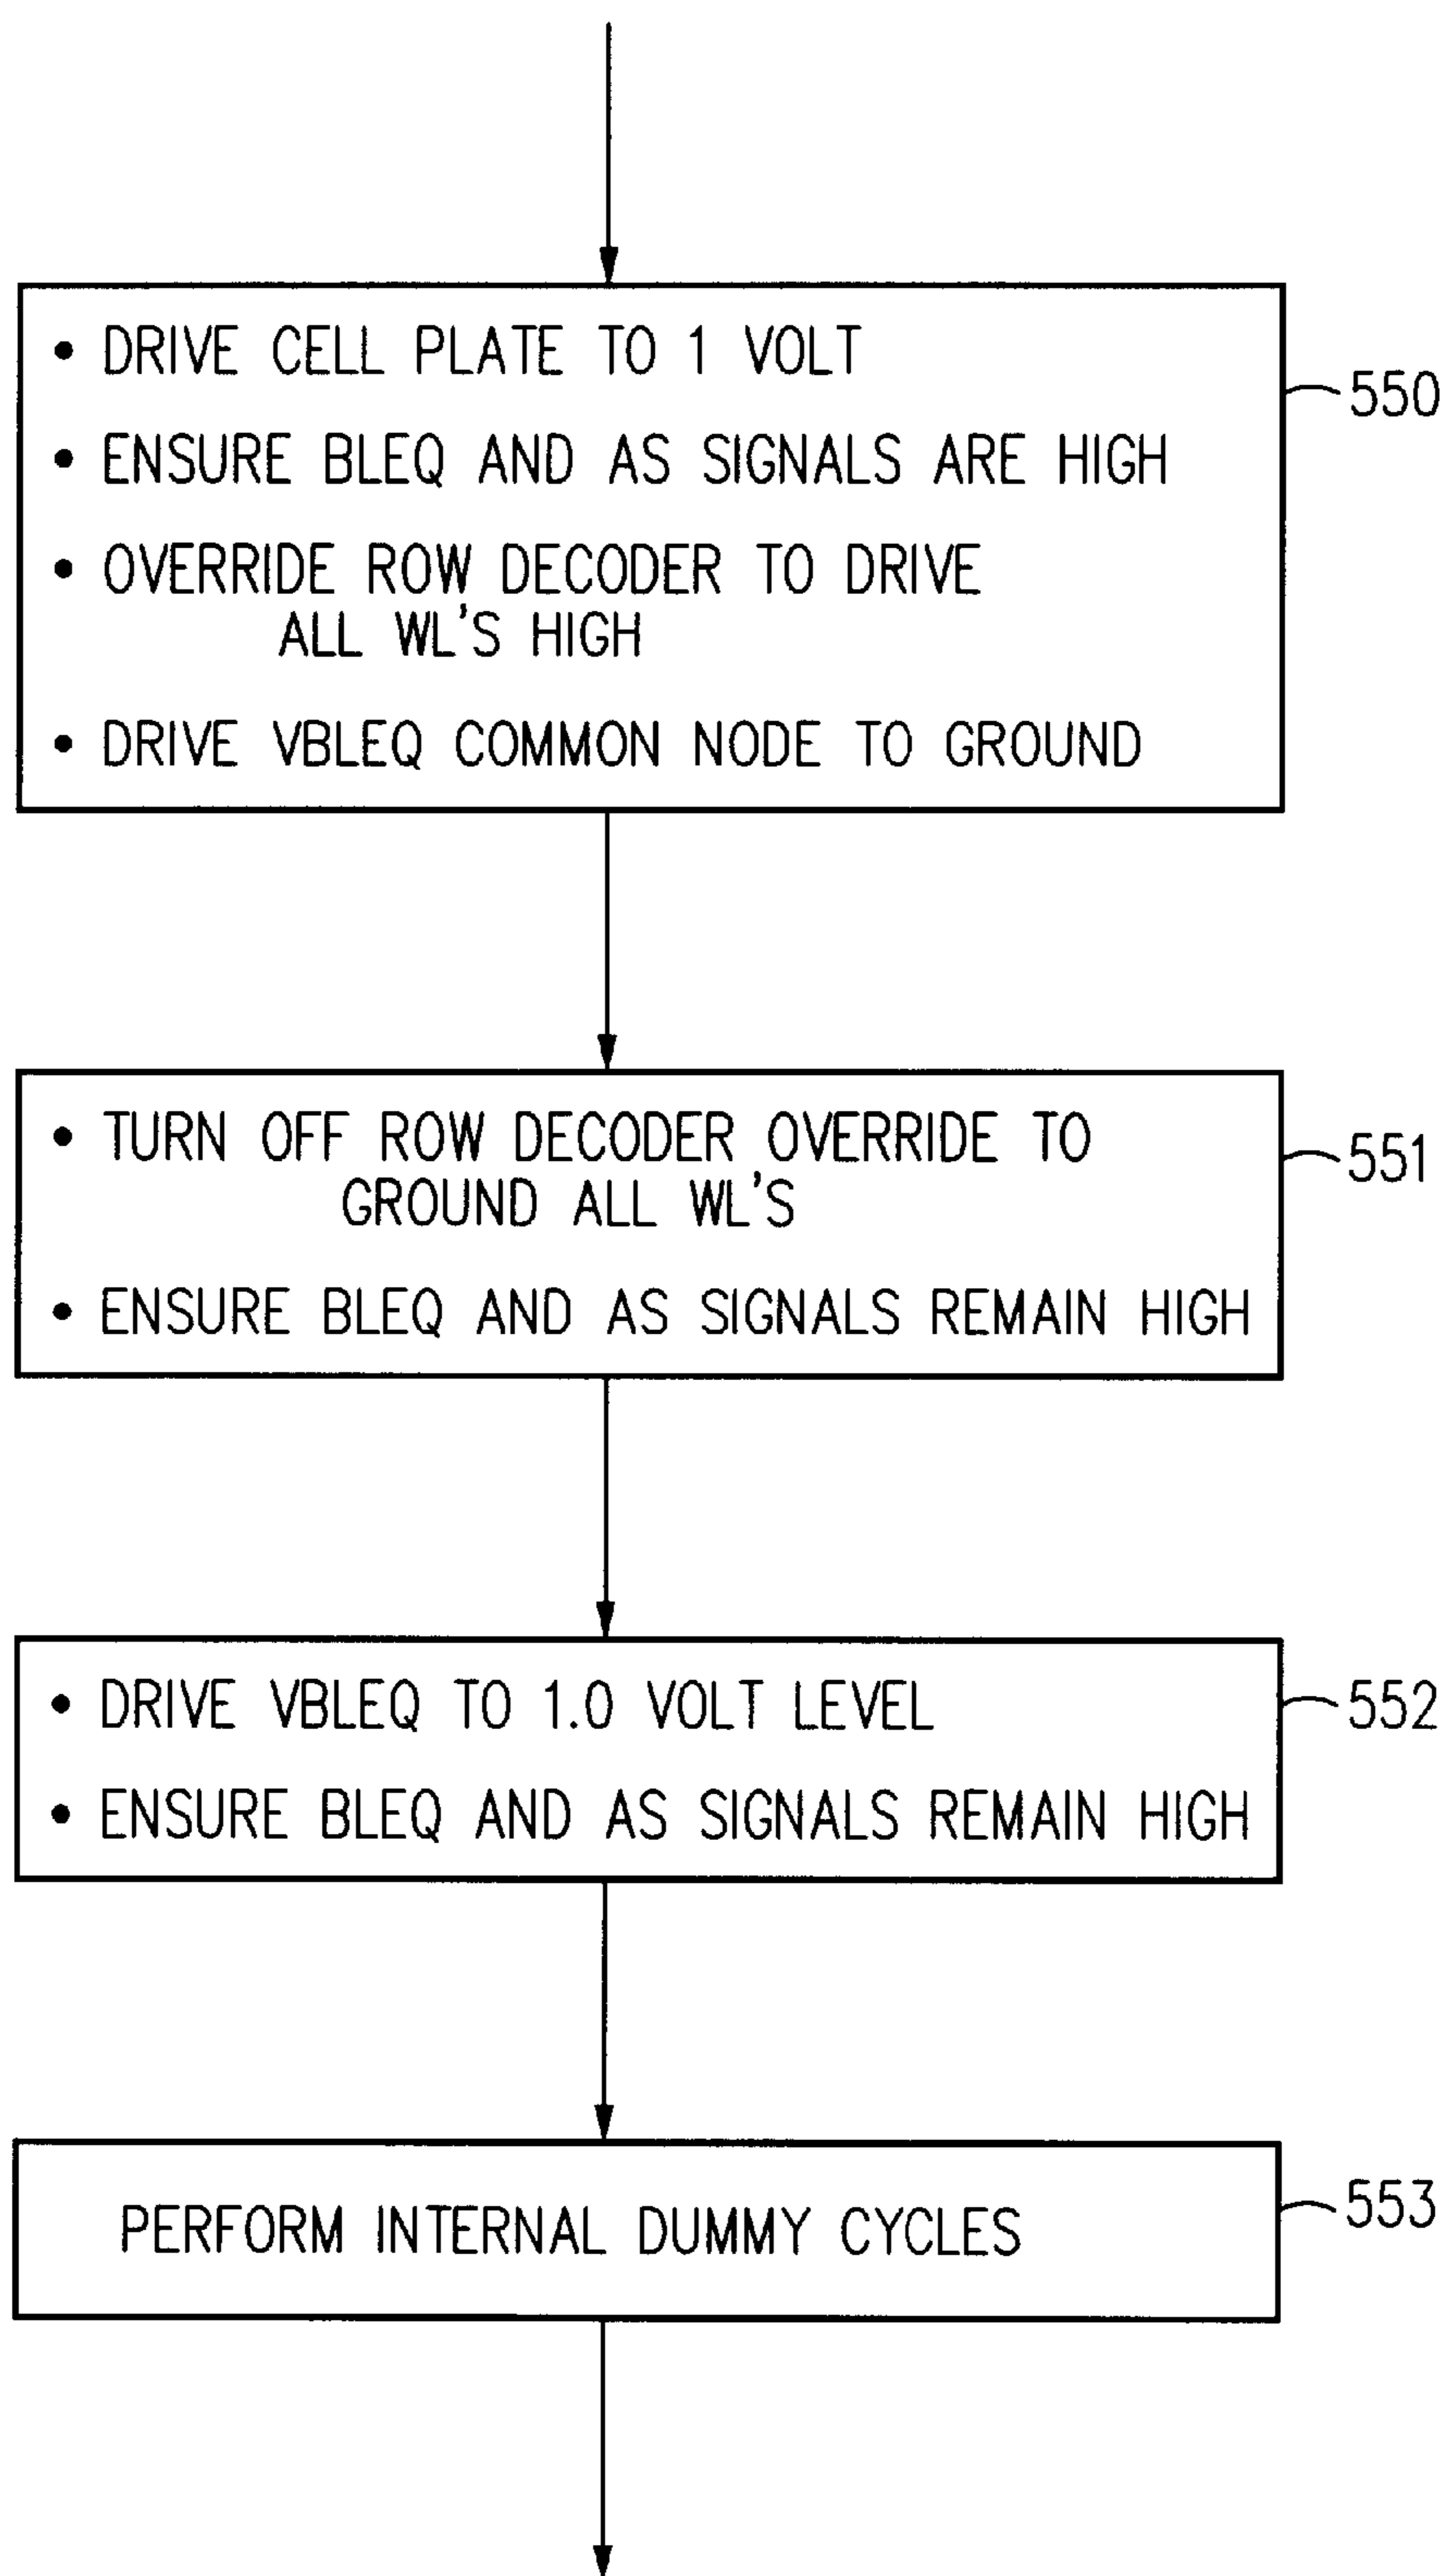 • DRIVE CELL PLATE TO 1 VOLT
550
• ENSURE BLEQ AND AS SIGNALS ARE HIGH
• OVERRIDE ROW DECODER TO DRIVE
ALL WL'S HIGH
• DRIVE VBLEQ COMMON NODE TO GROUND
• TURN OFF ROW DECODER OVERRIDE TO
551
GROUND ALL WL'S
• ENSURE BLEQ AND AS SIGNALS REMAIN HIGH
• DRIVE VBLEQ TO 1.0 VOLT LEVEL
552
• ENSURE BLEQ AND AS SIGNALS REMAIN HIGH
PERFORM INTERNAL DUMMY CYCLES
553